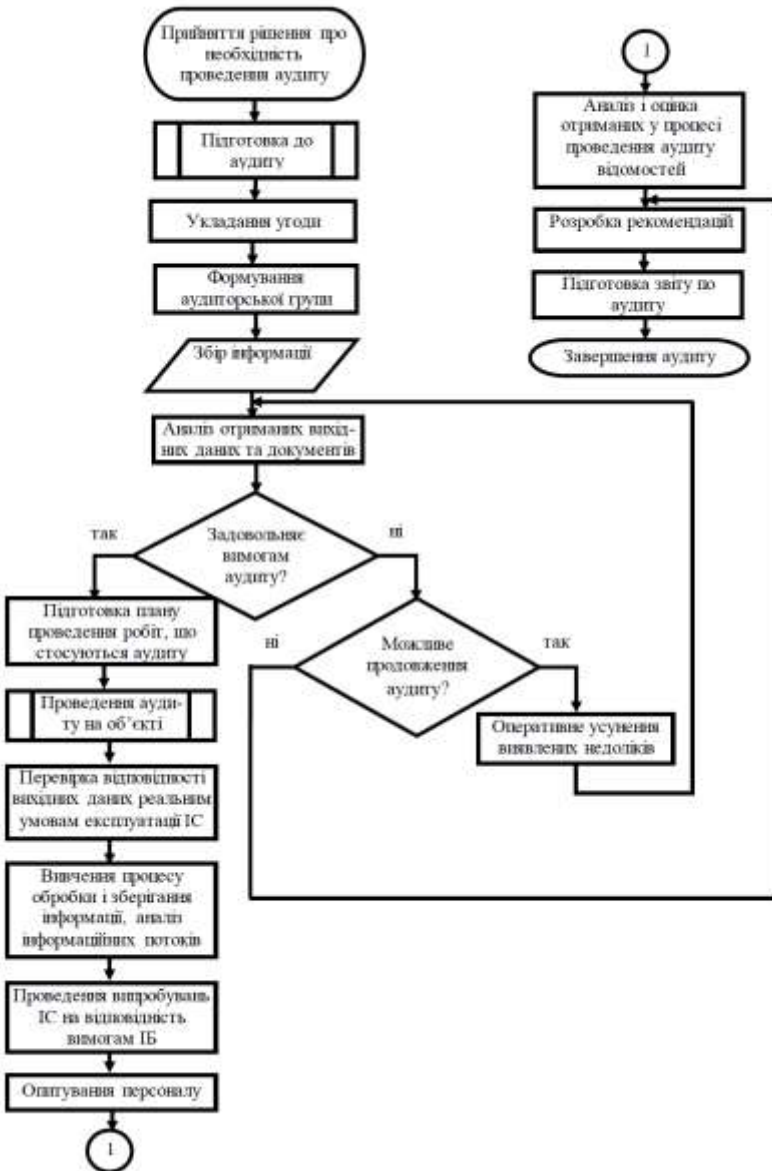 Прийняття рішення про
необхідність
проведення аудиту
Підготовка до
аудиту
Укладання угоди
Формування
аудиторської групи
Збір інформації
Аналіз отриманих вихід-
них даних та документів
так
Задовольняє
вимогам
аудиту?
ні
Підготовка плану
проведення робіт, що
стосуються аудиту
ні
Можливе
продовження
аудиту?
так
Проведення ауди-
ту на об’єкті
Оперативне усунення
виявлених недоліків
Перевірка відповідності
вихідних даних реальним
умовам експлуатації ІС
Вивчення процесу
обробки і зберігання
інформації, аналіз
інформаційних потоків
Проведення випробувань
ІС на відповідність
вимогам ІБ
Опитування персоналу
1
1
Аналіз і оцінка
отриманих у процесі
проведення аудиту
відомостей
Розробка рекомендацій
Підготовка звіту по
аудиту
Завершення аудиту